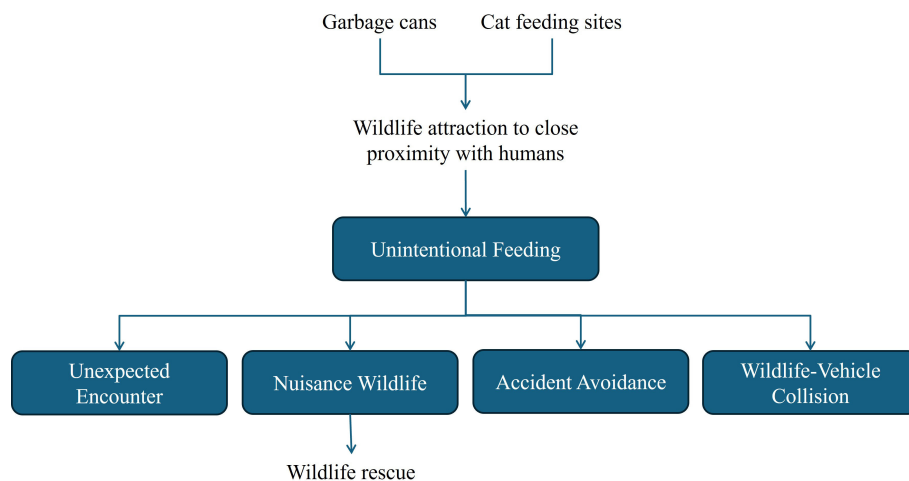 Garbage cans
Cat feeding sites
Wildlife attraction to close
proximity with humans
Unintentional Feeding
Unexpected
Encounter
Nuisance Wildlife
Accident Avoidance
Wildlife-Vehicle
Collision
Wildlife rescue